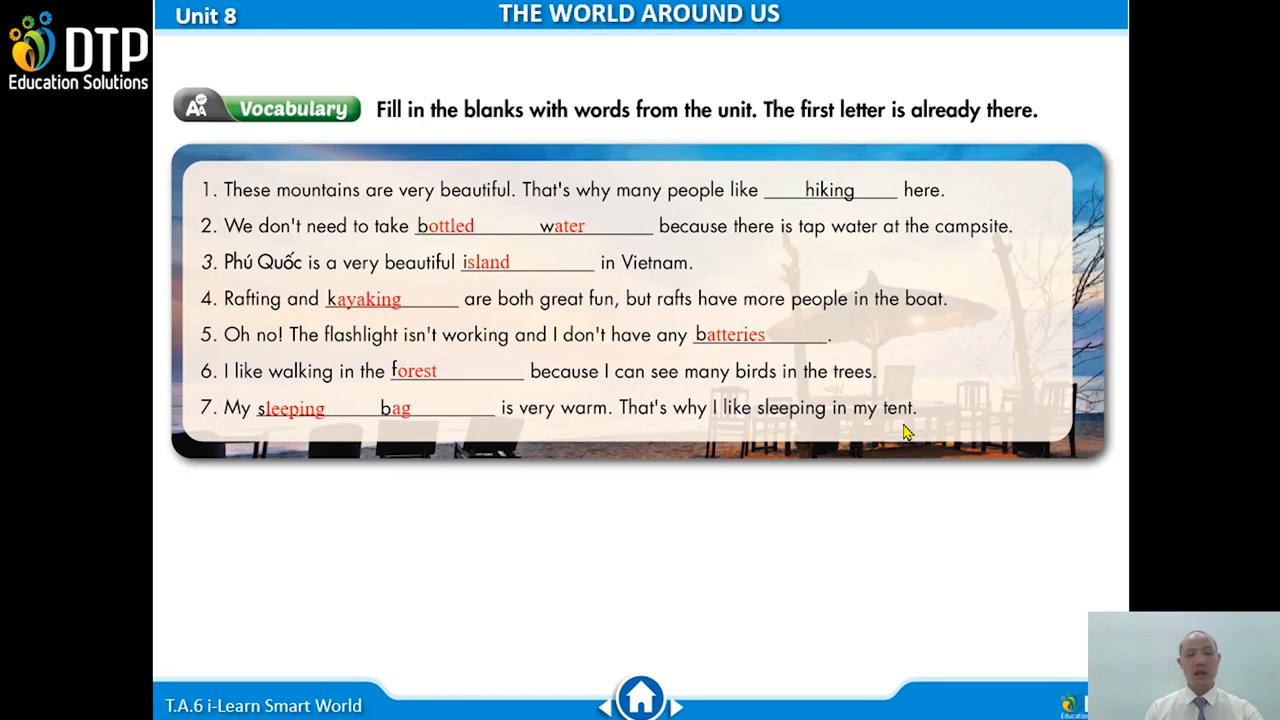 Unit 8
THE WORLD AROUND US
DTP
Education Solutions
Vocabulary
Fill in the blanks with words from the unit. The first letter is already there.
1. These mountains are very beautiful. That's why many people like hiking here.
2. We don't need to take bottled water because there is tap water at the campsite.
3. Phú Quốc is a very beautiful island in Vietnam.
4. Rafting and kayaking are both great fun, but rafts have more people in the boat.
5. Oh no! The flashlight isn't working and I don't have any batteries.
6. I like walking in the forest because I can see many birds in the trees.
7. My sleeping bag is very warm. That's why I like sleeping in my tent.
T.A.6 i-Learn Smart World